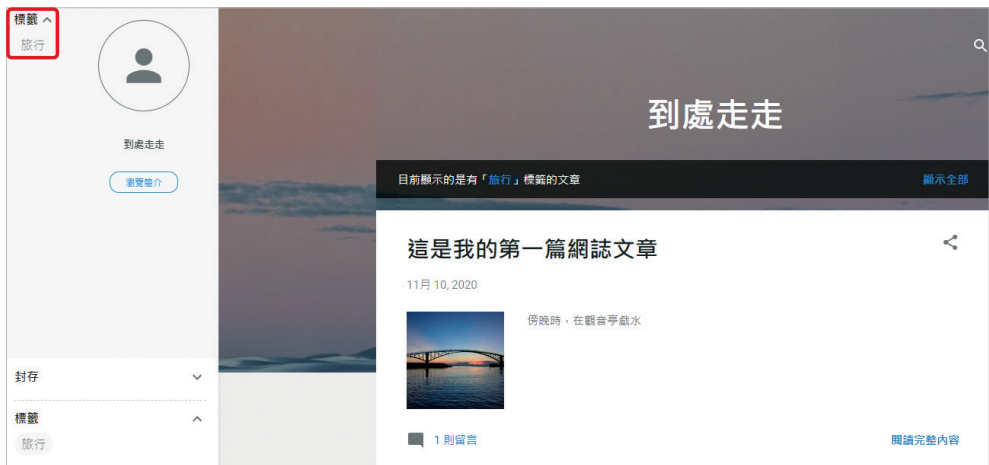 標籤
旅行
到處走走
瀏覽簡介
封存
標籤
旅行
到處走走
目前顯示的是有「旅行」標籤的文章
顯示全部
這是我的第一篇網誌文章
11月 10, 2020
傍晚時，在觀音亭戲水
1 則留言
閱讀完整內容